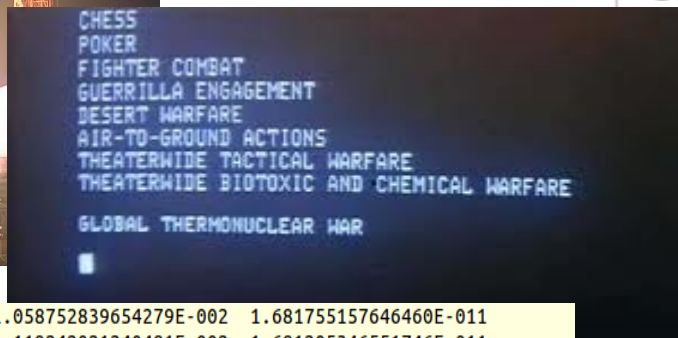 CHESS
POKER
FIGHTER COMBAT
GUERRILLA ENGAGEMENT
DESERT WARFARE
AIR-TO-GROUND ACTIONS
THEATERWIDE TACTICAL WARFARE
THEATERWIDE BIOTOXIC AND CHEMICAL WARFARE
GLOBAL THERMONUCLEAR WAR
.058752839654279E-002 1.681755157646460E-011